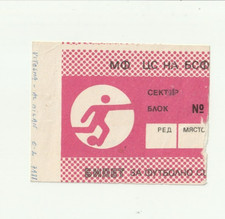 МФ. ЦС НА БСФ
СЕКТОР
БЛОК №
РЕД. МЯСТО
БИЛЕТ ЗА ФУТБОЛНО С